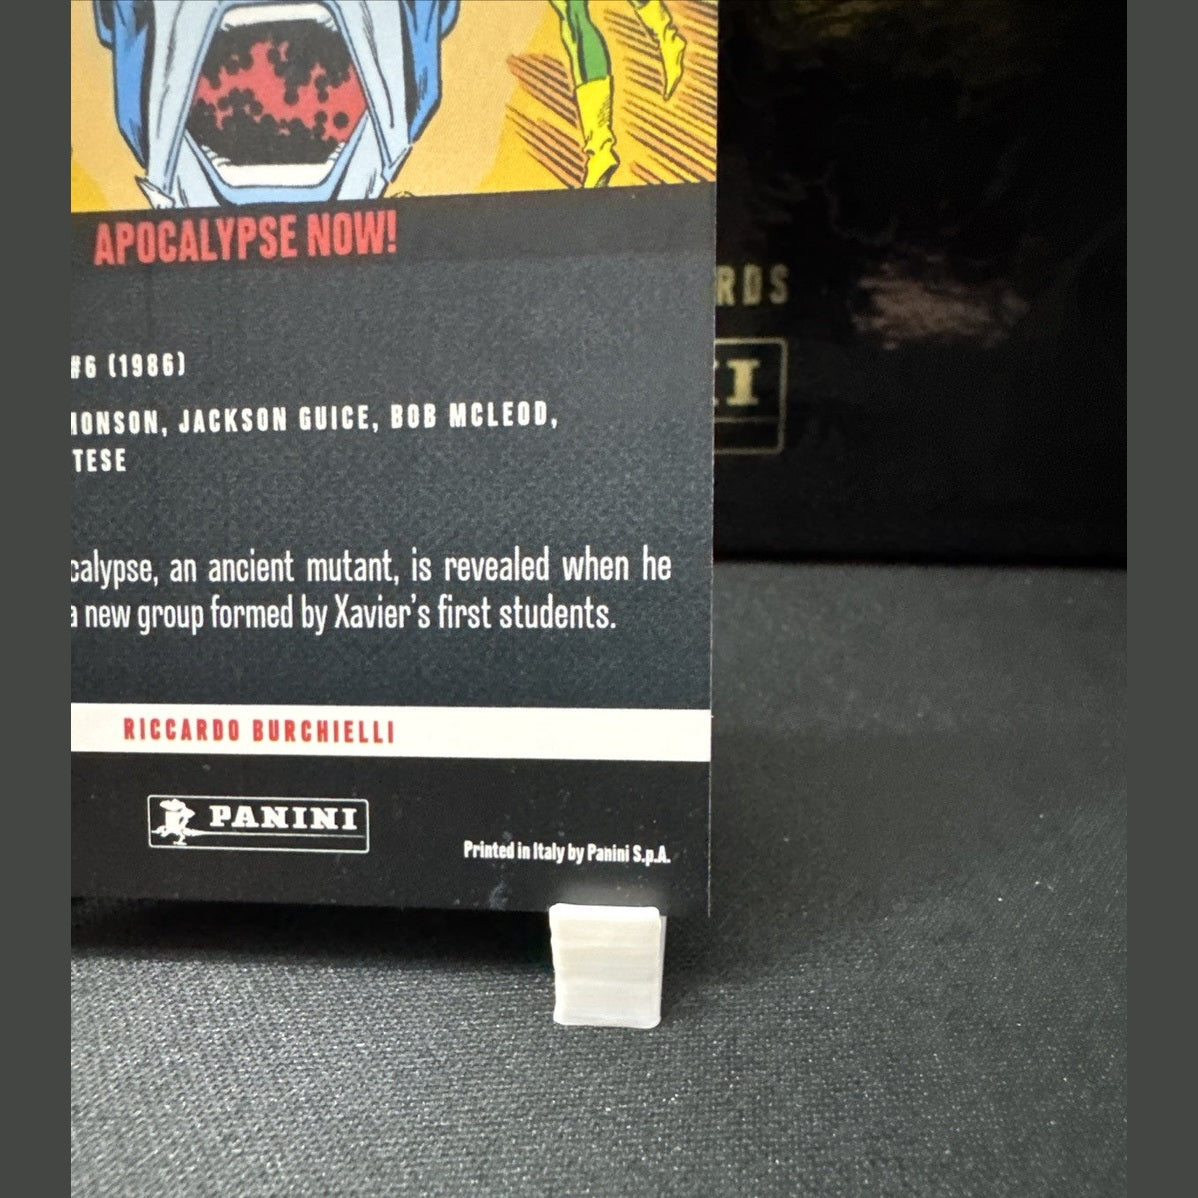 APOCALYPSE NOW!
RDS
#6 (1986)
MONSON, JACKSON GUICE, BOB MCLEOD,
TESE
calypse, an ancient mutant, is revealed when he
a new group formed by Xavier's first students.
RICCARDO BURCHIELLI
PANINI
Printed in Italy by Panini S.p.A.